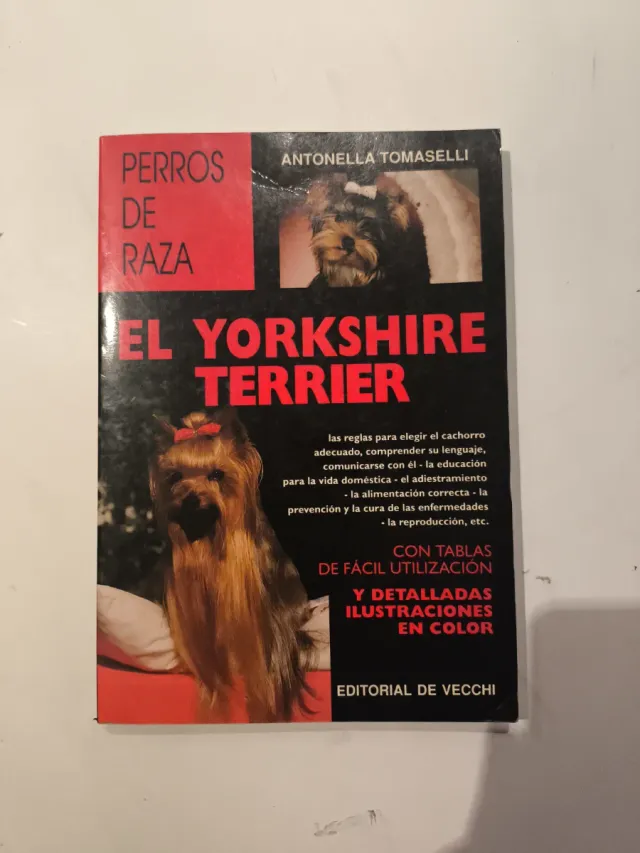 PERROS
DE
RAZA
ANTONELLA TOMASELLI
EL YORKSHIRE
TERRIER
las reglas para elegir el cachorro
adecuado, comprender su lenguaje,
comunicarse con él - la educación
para la vida doméstica - el adiestramiento
- la alimentación correcta - la
prevención y la cura de las enfermedades
- la reproducción, etc.
CON TABLAS
DE FÁCIL UTILIZACIÓN
Y DETALLADAS
ILUSTRACIONES
EN COLOR
EDITORIAL DE VECCHI